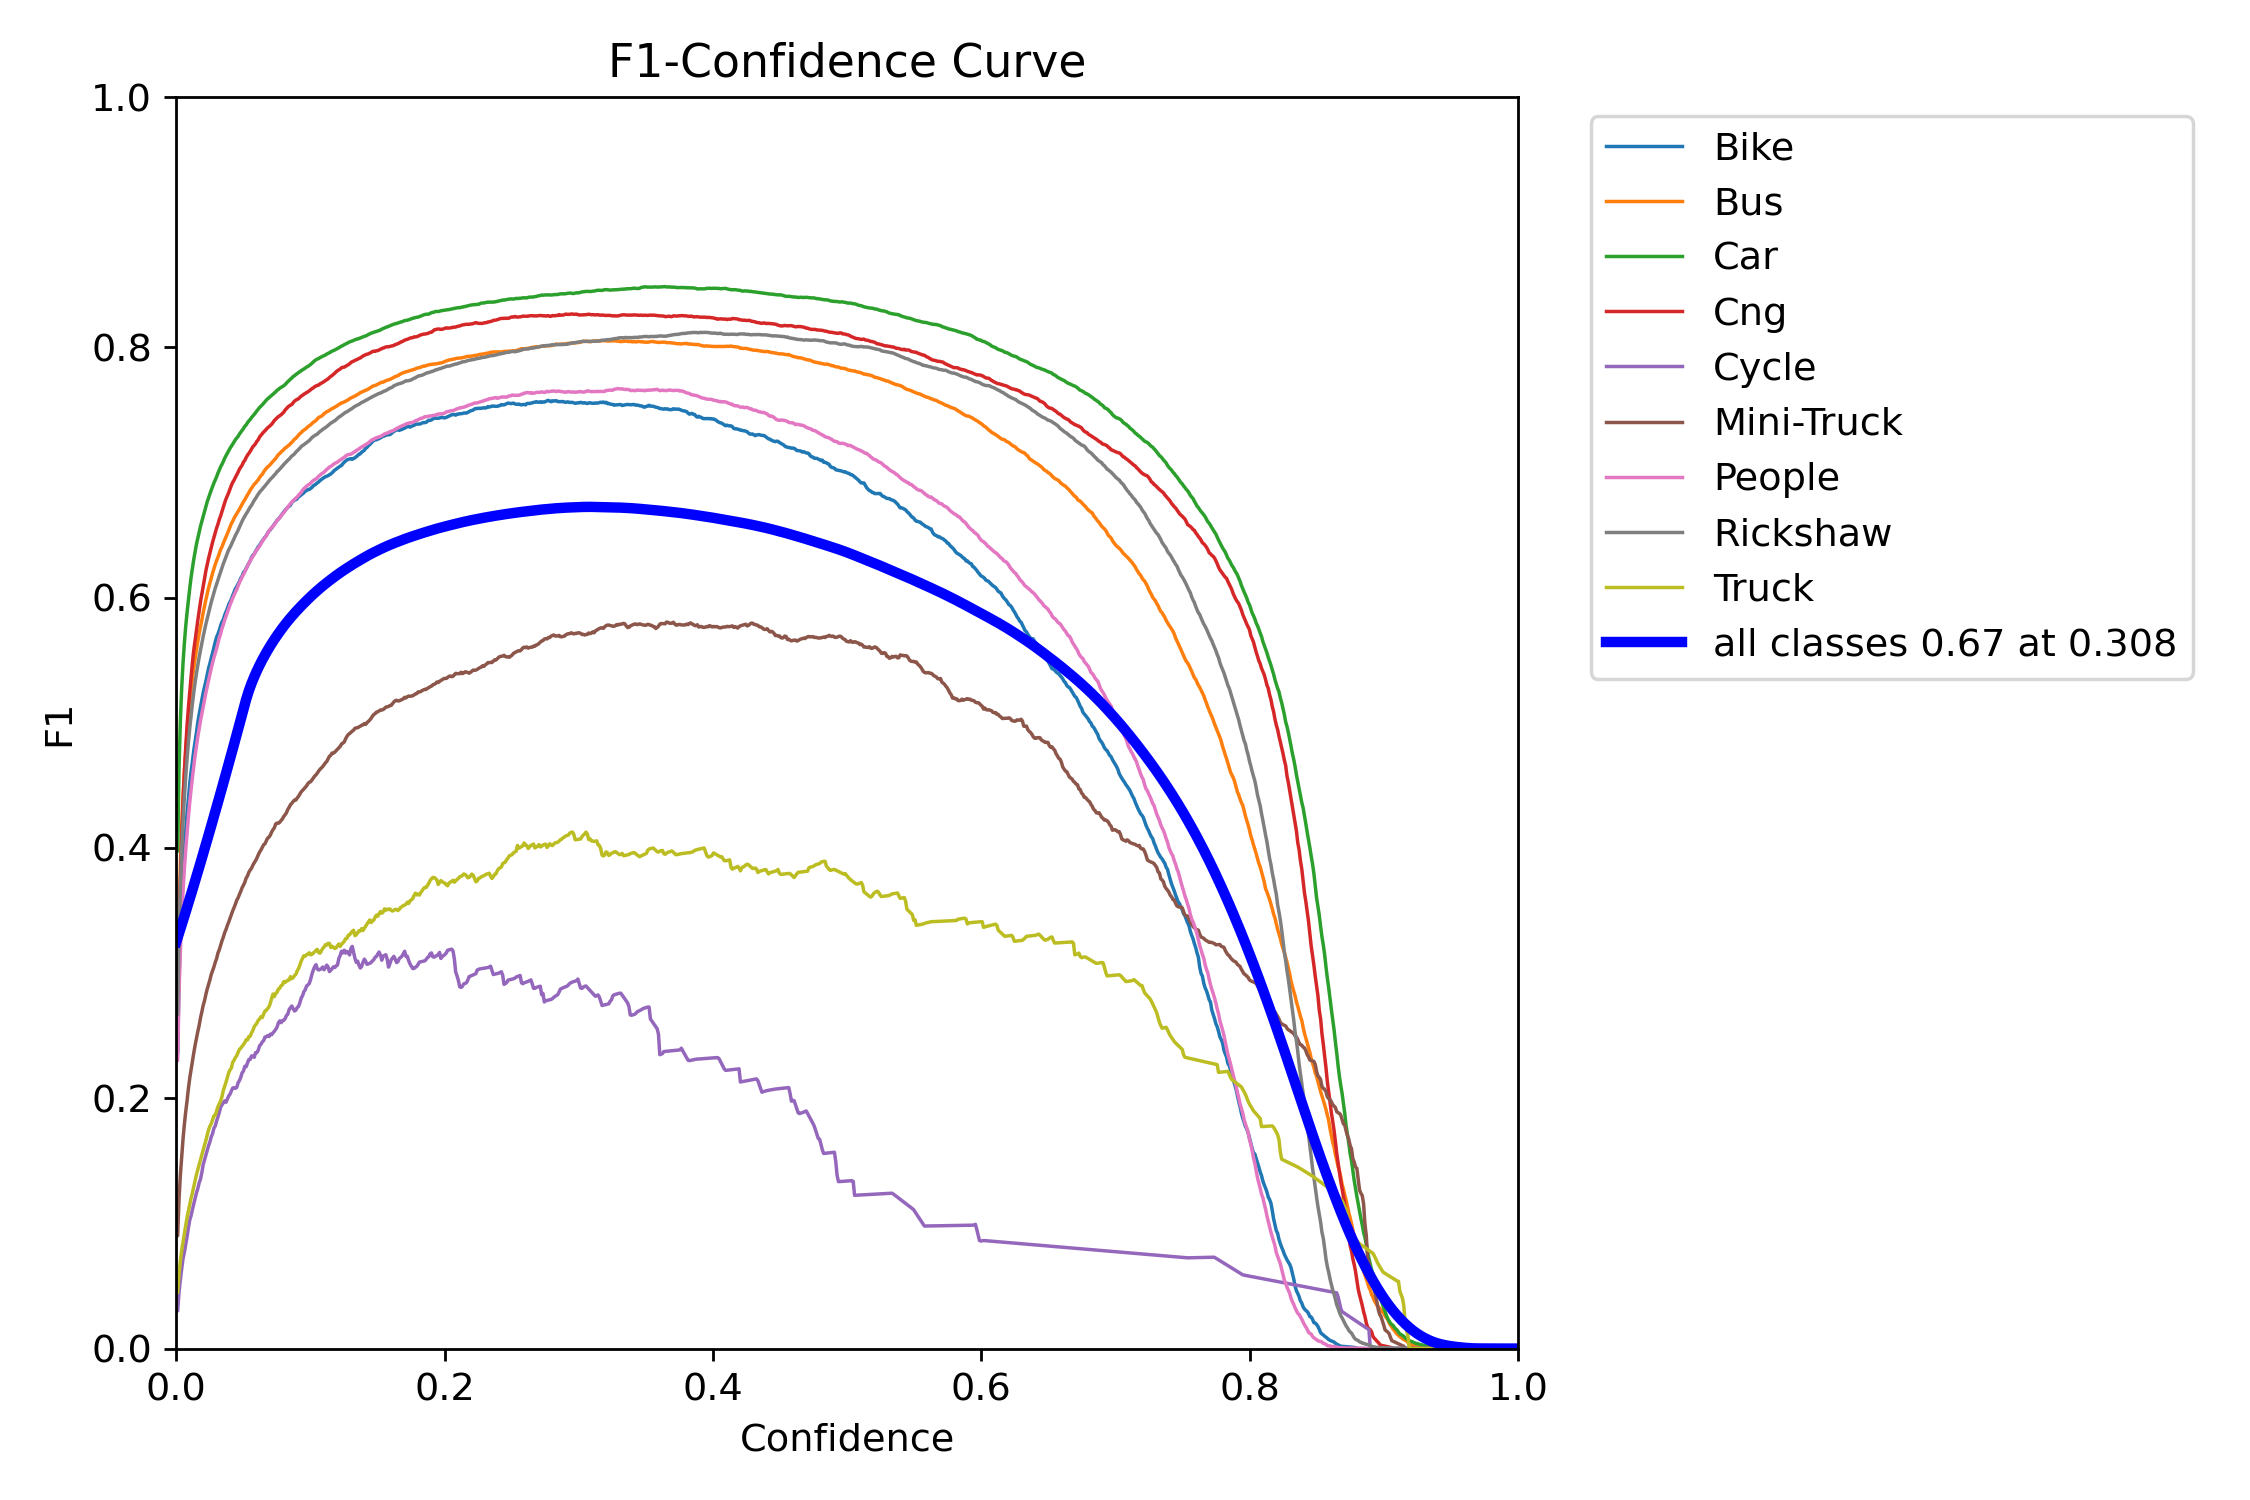 F1-Confidence Curve
1.0
0.8
0.6
0.4
0.2
0.0
F1
0.0 0.2 0.4 0.6 0.8 1.0
Confidence
Bike
Bus
Car
Cng
Cycle
Mini-Truck
People
Rickshaw
Truck
all classes 0.67 at 0.308